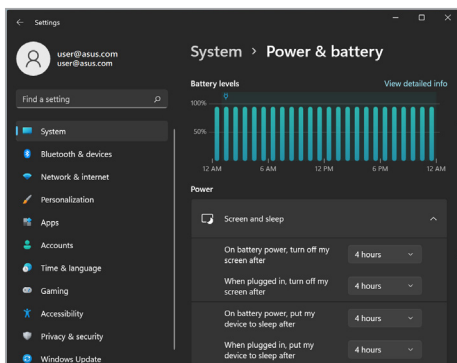 Settings
user@asus.com
user@asus.com
Find a setting
System
Bluetooth & devices
Network & internet
Personalization
Apps
Accounts
Time & language
Gaming
Accessibility
Privacy & security
Windows Update
System > Power & battery
Battery levels
View detailed info
100%
50%
12 AM
6 AM
12 PM
6 PM
12 AM
Power
Screen and sleep
On battery power, turn off my
screen after
4 hours
When plugged in, turn off my
screen after
4 hours
On battery power, put my
device to sleep after
4 hours
When plugged in, put my
device to sleep after
4 hours